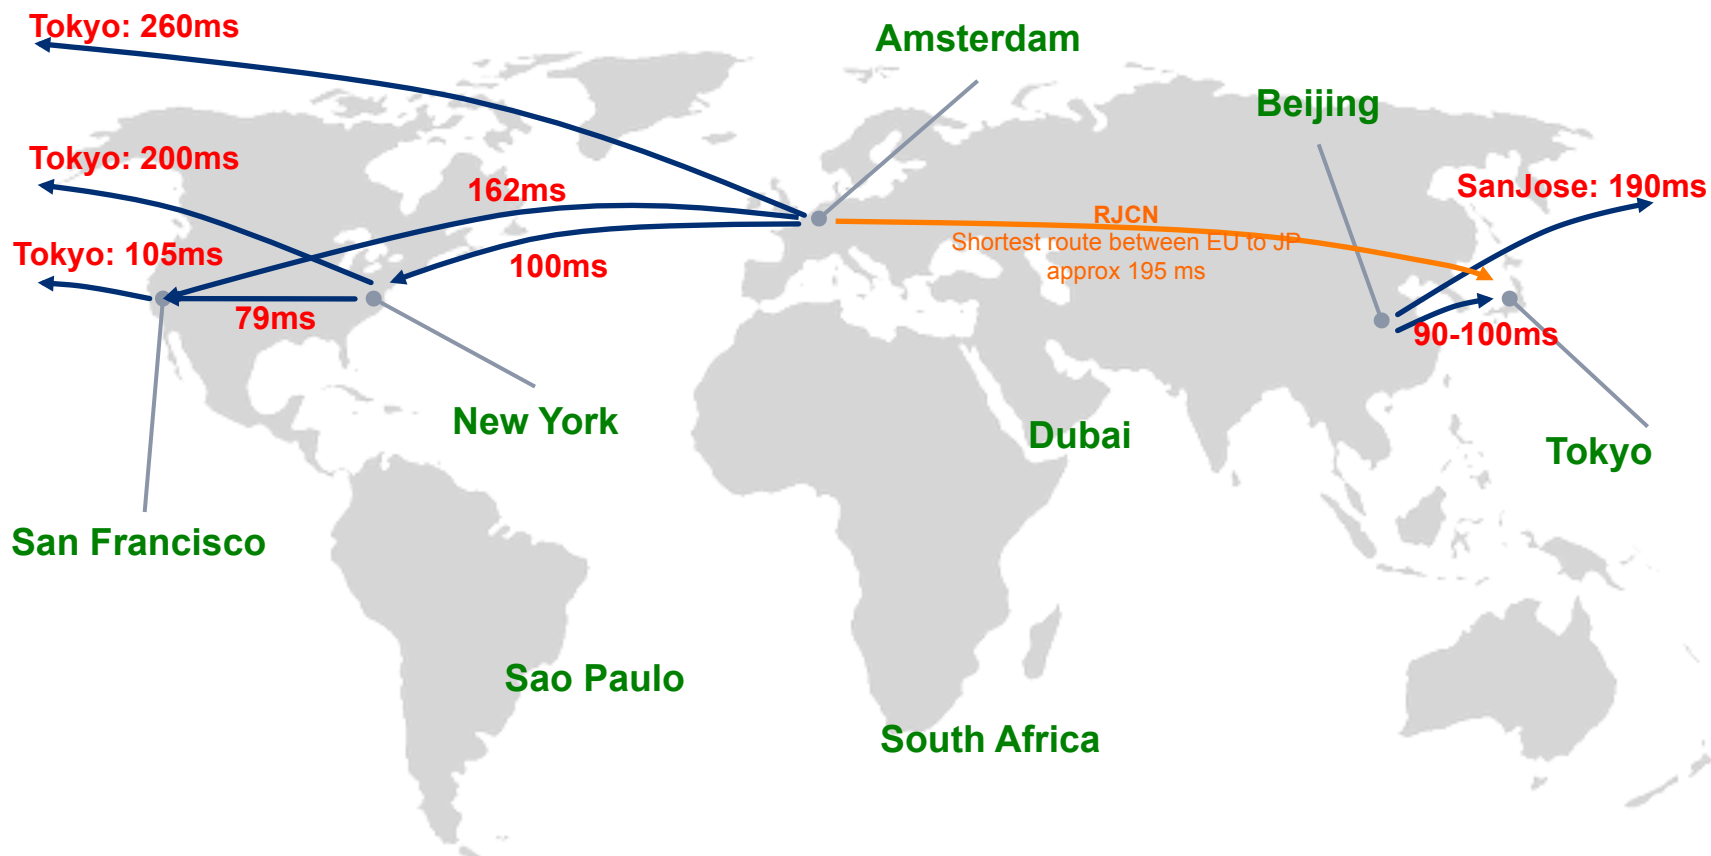 Tokyo: 260ms
Amsterdam
Beijing
Tokyo: 200ms
162ms
SanJose: 190ms
RJCN
Shortest route between EU to JP
approx 195 ms
Tokyo: 105ms
100ms
79ms
90-100ms
New York
Dubai
Tokyo
San Francisco
Sao Paulo
South Africa